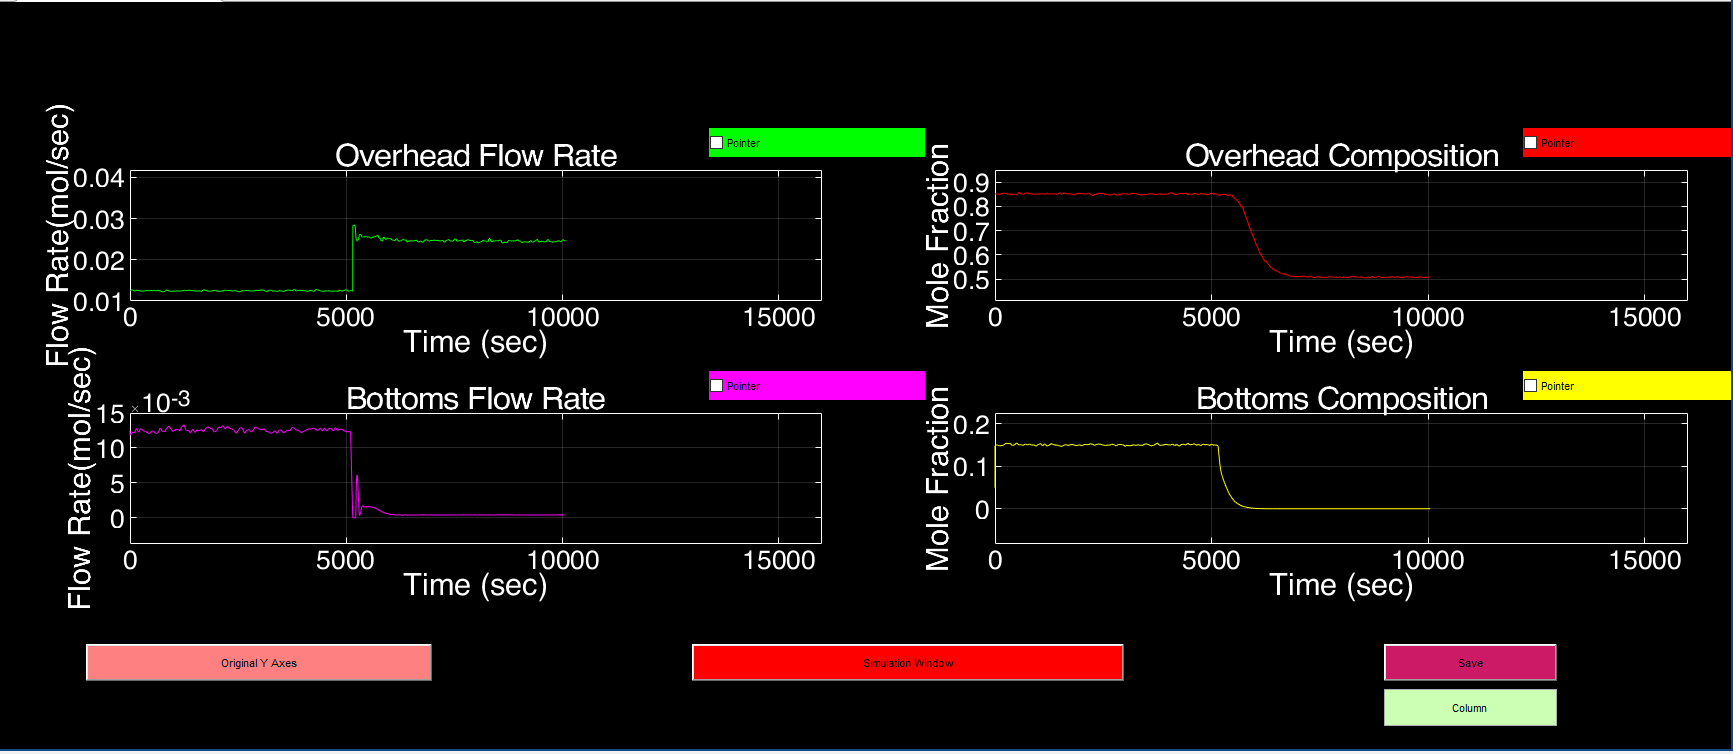 Overhead Flow Rate
Pointer
Flow Rate(mol/sec)
0.04
0.03
0.02
0.01
0
5000
10000
15000
Time (sec)
Overhead Composition
Pointer
Mole Fraction
0.9
0.8
0.7
0.6
0.5
0
5000
10000
15000
Time (sec)
Bottoms Flow Rate
Pointer
×10-3
Flow Rate(mol/sec)
15
10
5
0
0
5000
10000
15000
Time (sec)
Bottoms Composition
Pointer
Mole Fraction
0.2
0.1
0
0
5000
10000
15000
Time (sec)
Original Y Axes
Simulation Window
Save
Column